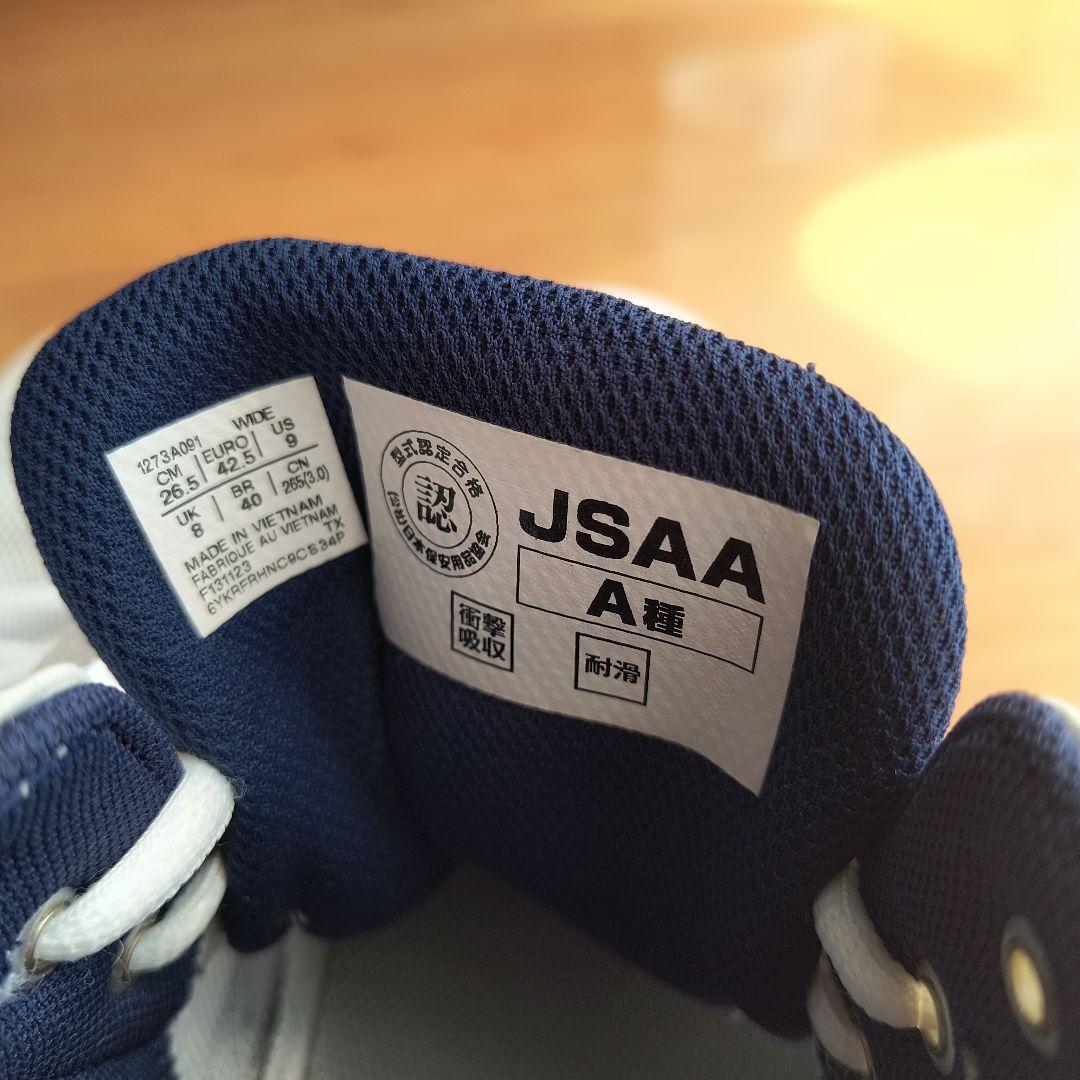 1273A091 WIDE
CM EURO US
26.5 42.5 9
UK BR CN
8 40 265(3.0)
MADE IN VIETNAM
FABRIQUE AU VIETNAM
F131123 TX
6YKRFRHNC9CS34P
型式認定合格
認
(公社)日本保安用品協会
JSAA
A種
衝撃
吸収
耐滑